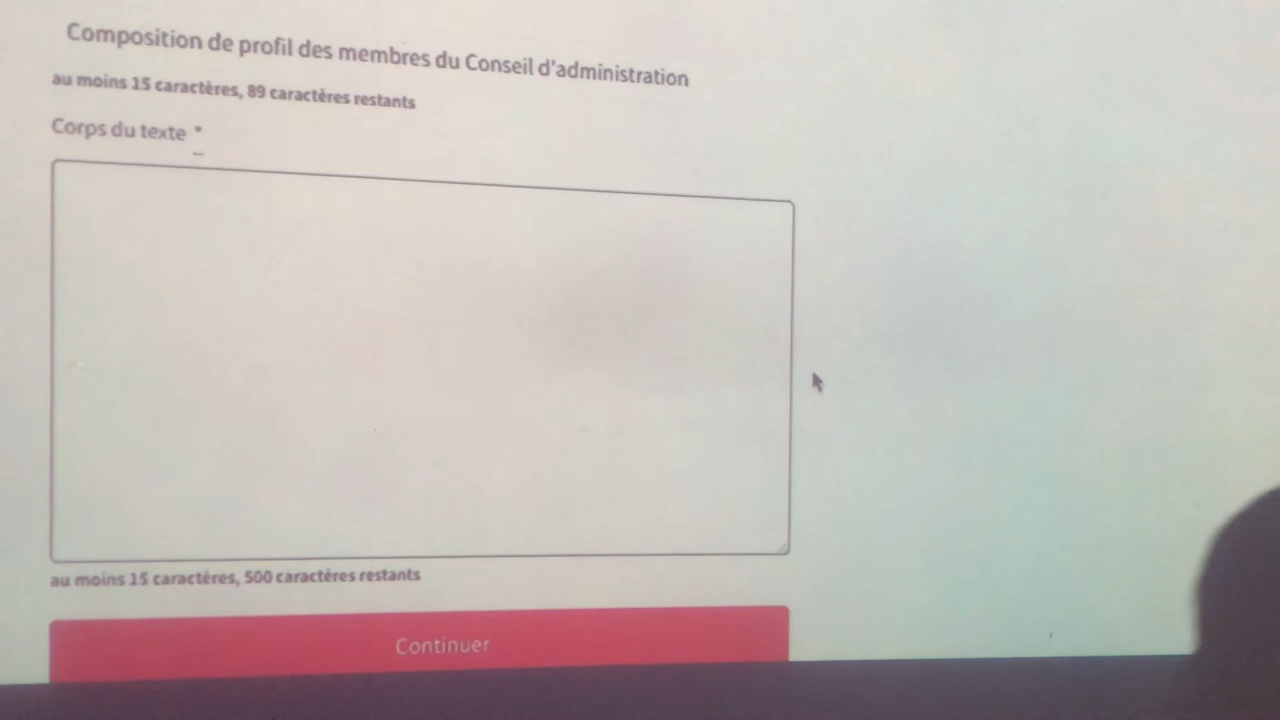 Composition de profil des membres du Conseil d'administration
au moins 15 caractères, 89 caractères restants
Corps du texte *
au moins 15 caractères, 500 caractères restants
Continuer